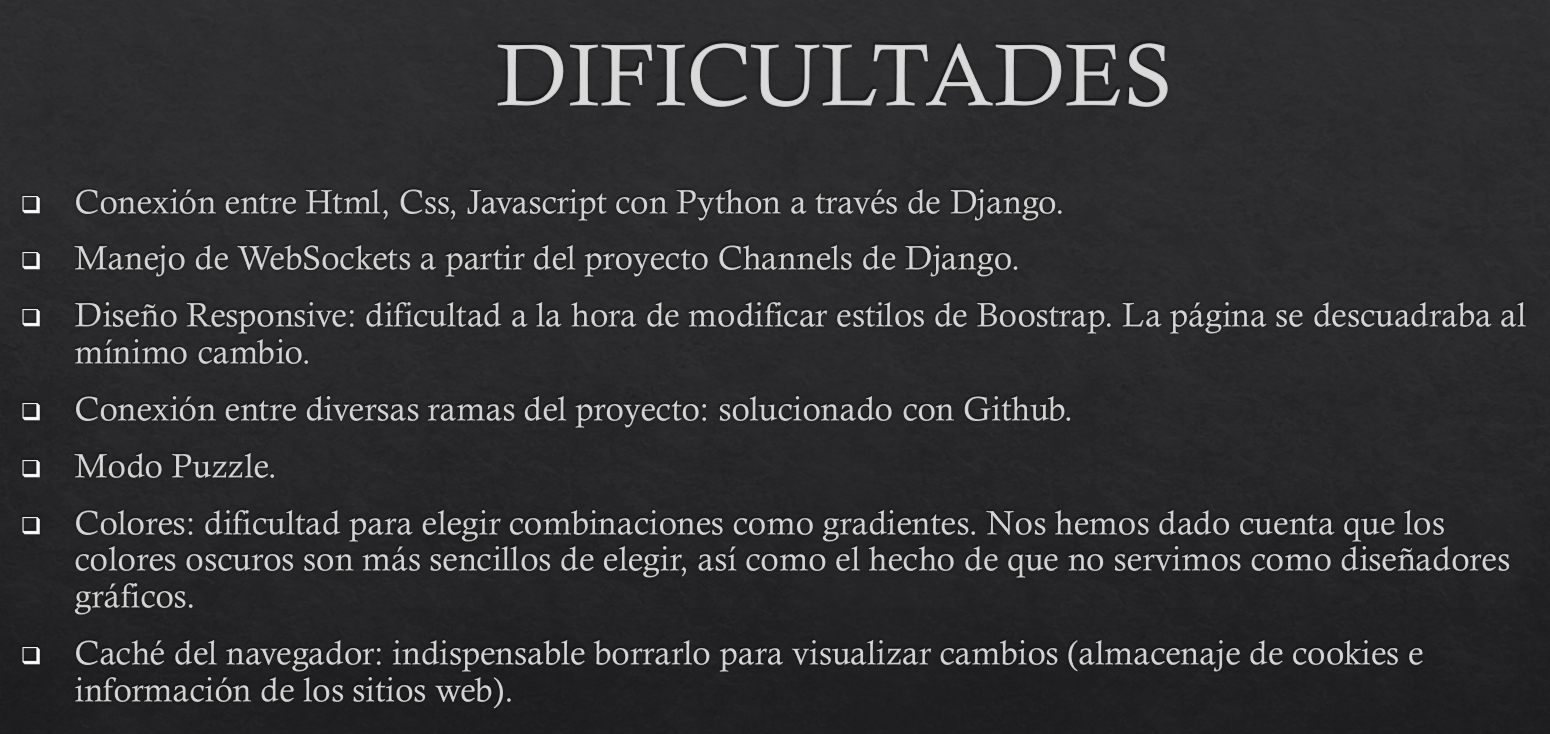 DIFICULTADES
Conexión entre Html, Css, Javascript con Python a través de Django.
Manejo de WebSockets a partir del proyecto Channels de Django.
Diseño Responsive: dificultad a la hora de modificar estilos de Boostrap. La página se descuadraba al
mínimo cambio.
Conexión entre diversas ramas del proyecto: solucionado con Github.
Modo Puzzle.
Colores: dificultad para elegir combinaciones como gradientes. Nos hemos dado cuenta que los
colores oscuros son más sencillos de elegir, así como el hecho de que no servimos como diseñadores
gráficos.
Caché del navegador: indispensable borrarlo para visualizar cambios (almacenaje de cookies e
información de los sitios web).